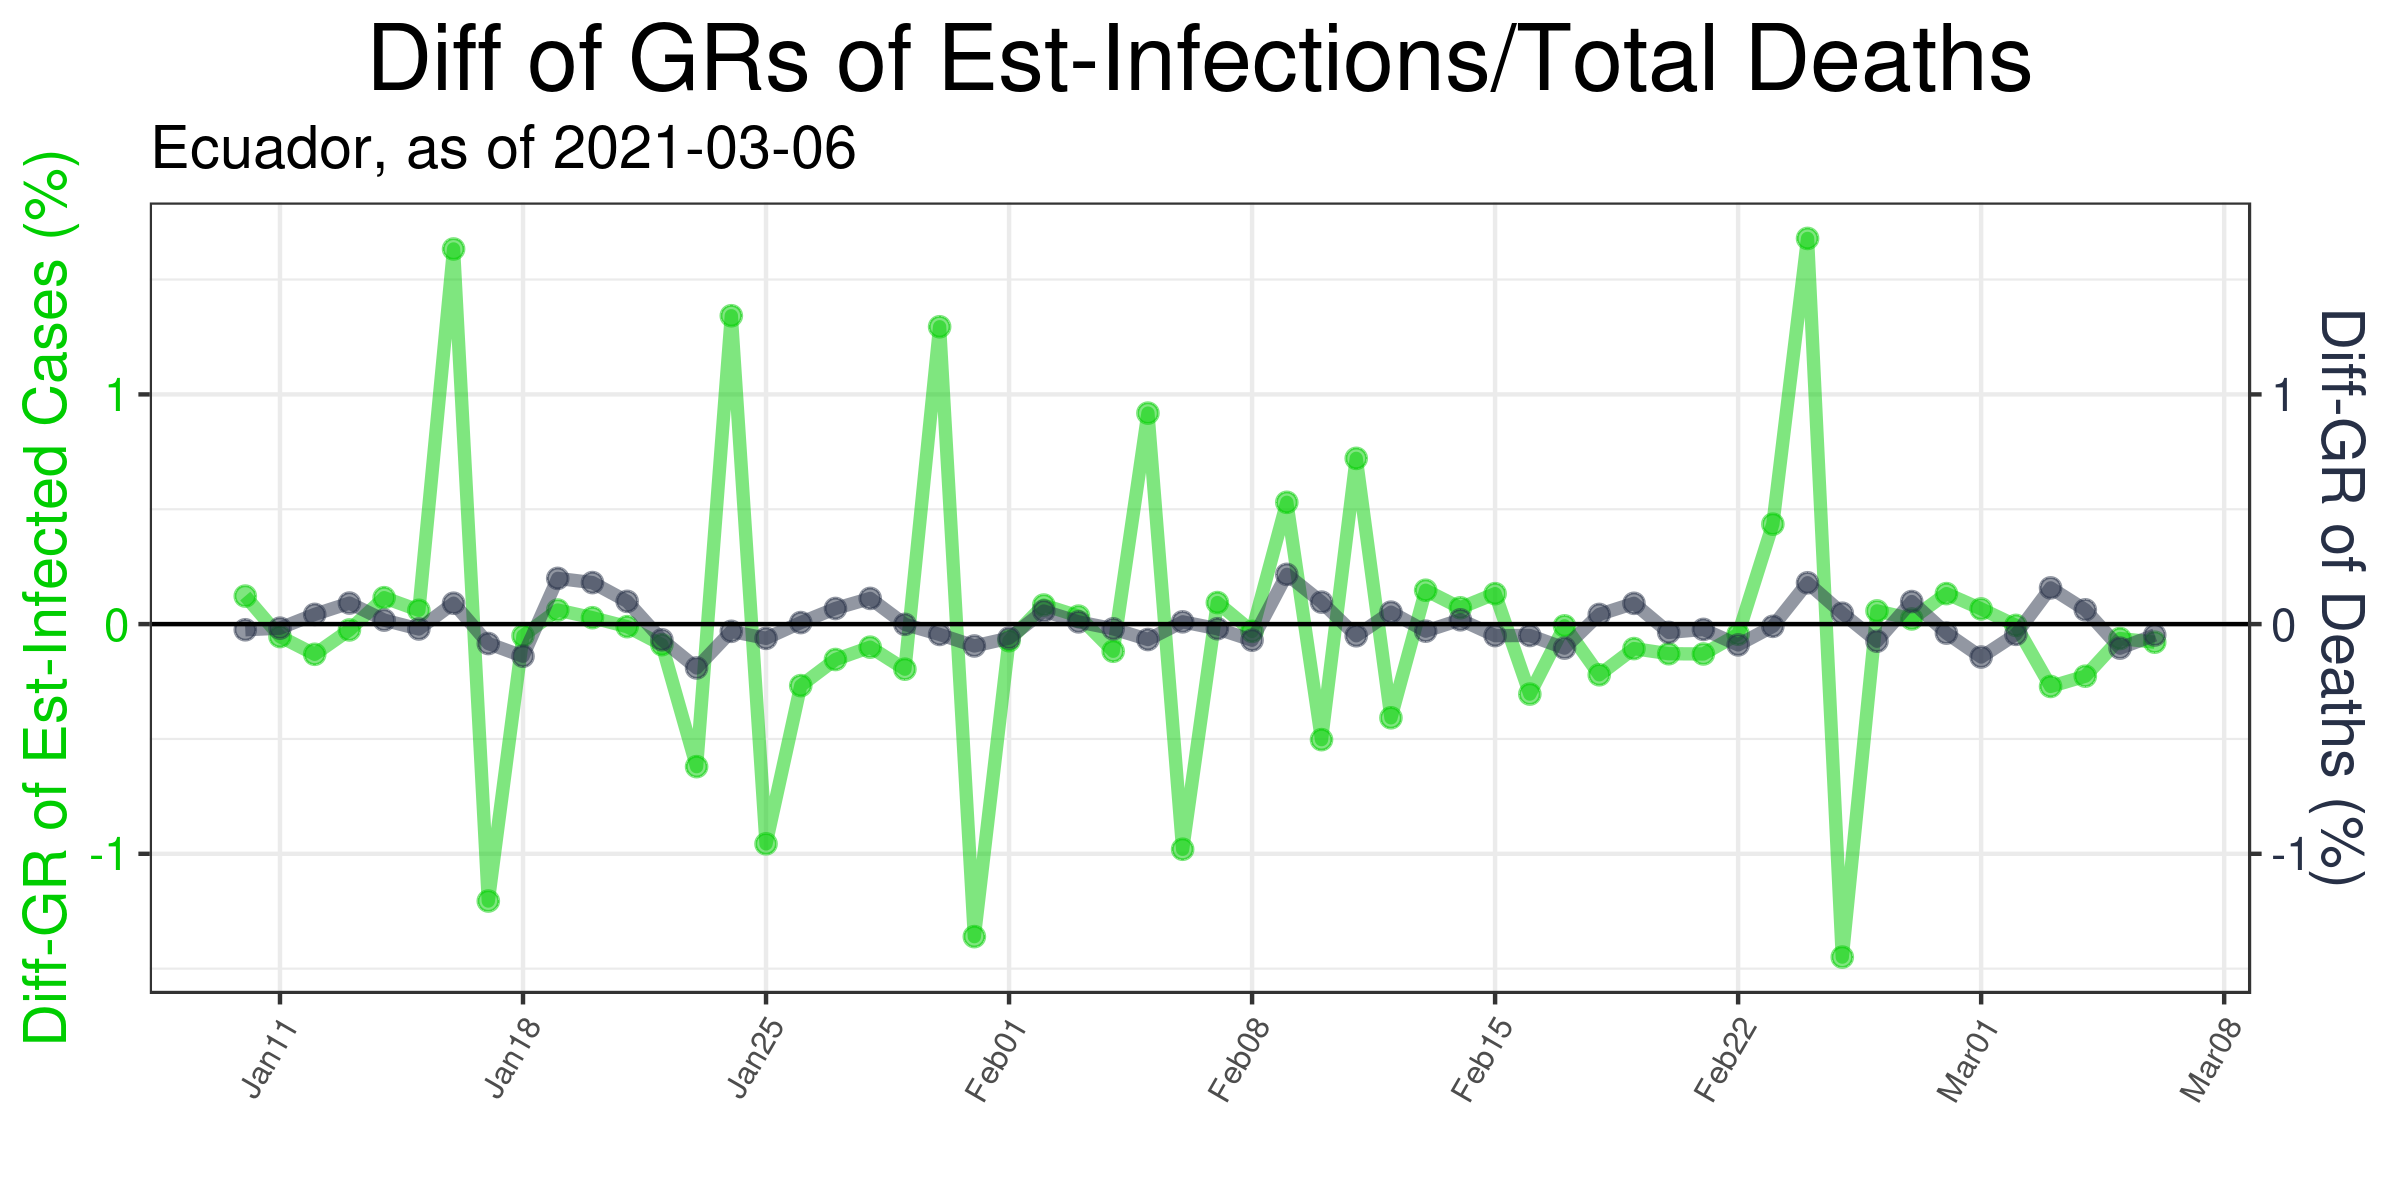 Diff of GRs of Est-Infections/Total Deaths
Ecuador, as of 2021-03-06
Diff-GR of Est-Infected Cases (%)
1
0
-1
1
0
-1
Diff-GR of Deaths (%)
Jan11
Jan18
Jan25
Feb01
Feb08
Feb15
Feb22
Mar01
Mar08